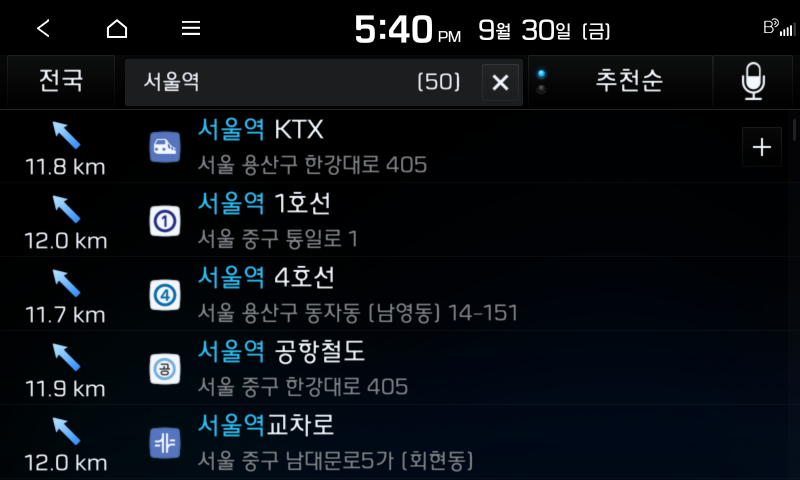 5:40 PM 9월 30일 (금) B
전국 서울역 (50) 추천순
서울역 KTX
11.8 km 서울 용산구 한강대로 405
1 서울역 1호선
12.0 km 서울 중구 통일로 1
4 서울역 4호선
11.7 km 서울 용산구 동자동 (남영동) 14-151
공 서울역 공항철도
11.9 km 서울 중구 한강대로 405
서울역교차로
12.0 km 서울 중구 남대문로5가 (회현동)